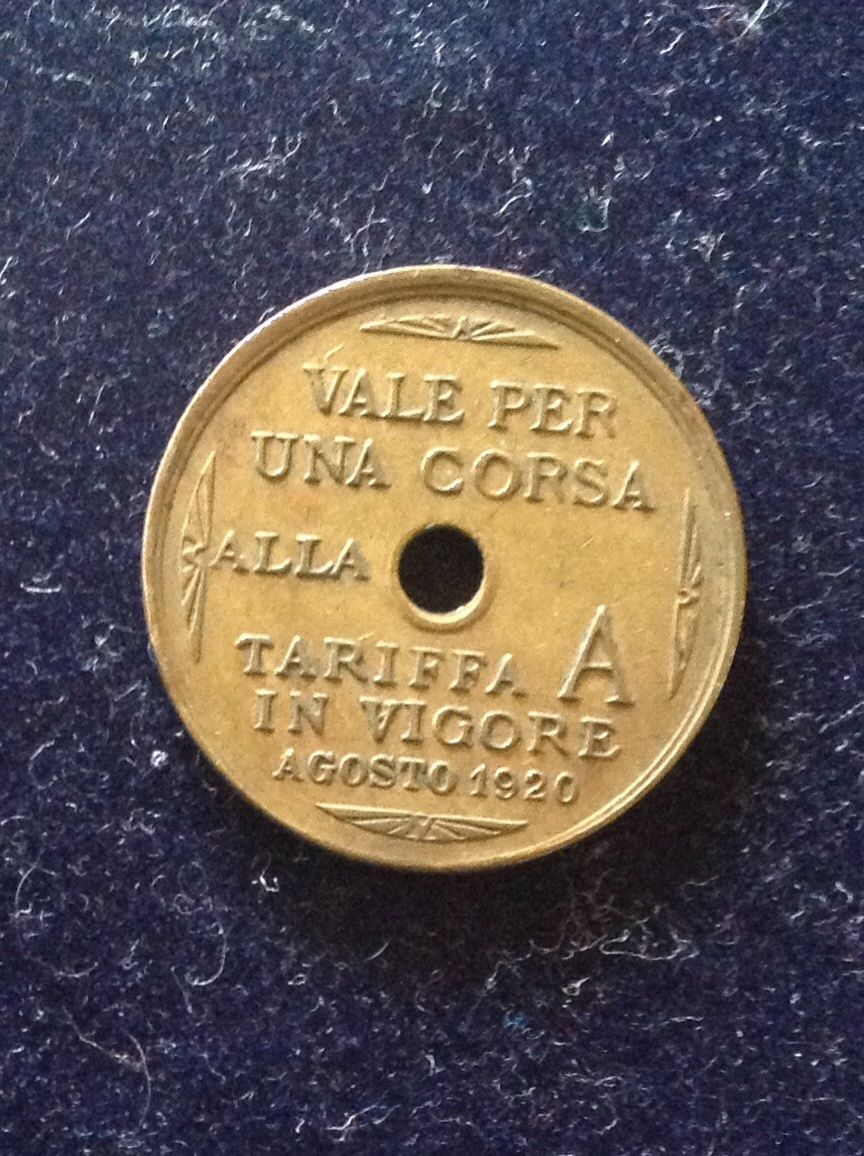 VALE PER
UNA CORSA
ALLA
TARIFFA A
IN VIGORE
AGOSTO 1920